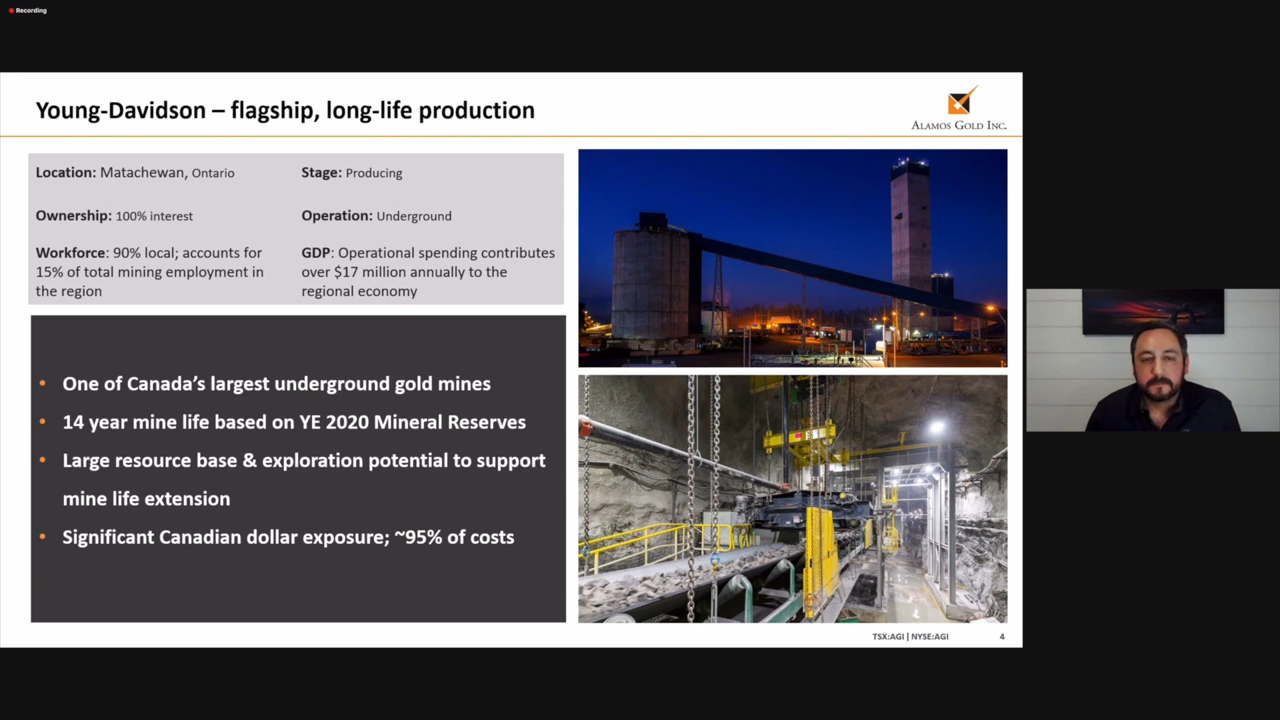 Recording
Young-Davidson – flagship, long-life production
ALAMOS GOLD INC.
Location: Matachewan, Ontario
Stage: Producing
Ownership: 100% interest
Operation: Underground
Workforce: 90% local; accounts for
15% of total mining employment in
the region
GDP: Operational spending contributes
over $17 million annually to the
regional economy
• One of Canada’s largest underground gold mines
• 14 year mine life based on YE 2020 Mineral Reserves
• Large resource base & exploration potential to support
mine life extension
• Significant Canadian dollar exposure; ~95% of costs
TSX:AGI | NYSE:AGI
4